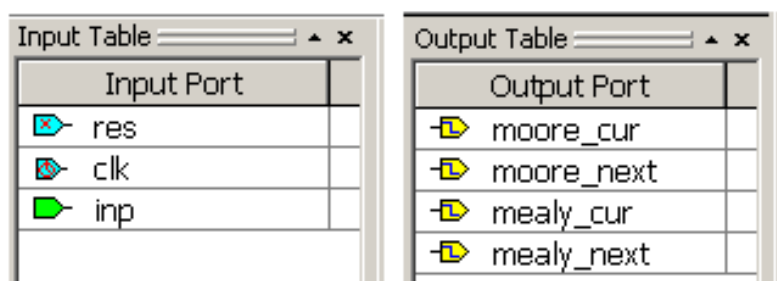 Input Table
Input Port
res
clk
inp
Output Table
Output Port
moore_cur
moore_next
mealy_cur
mealy_next